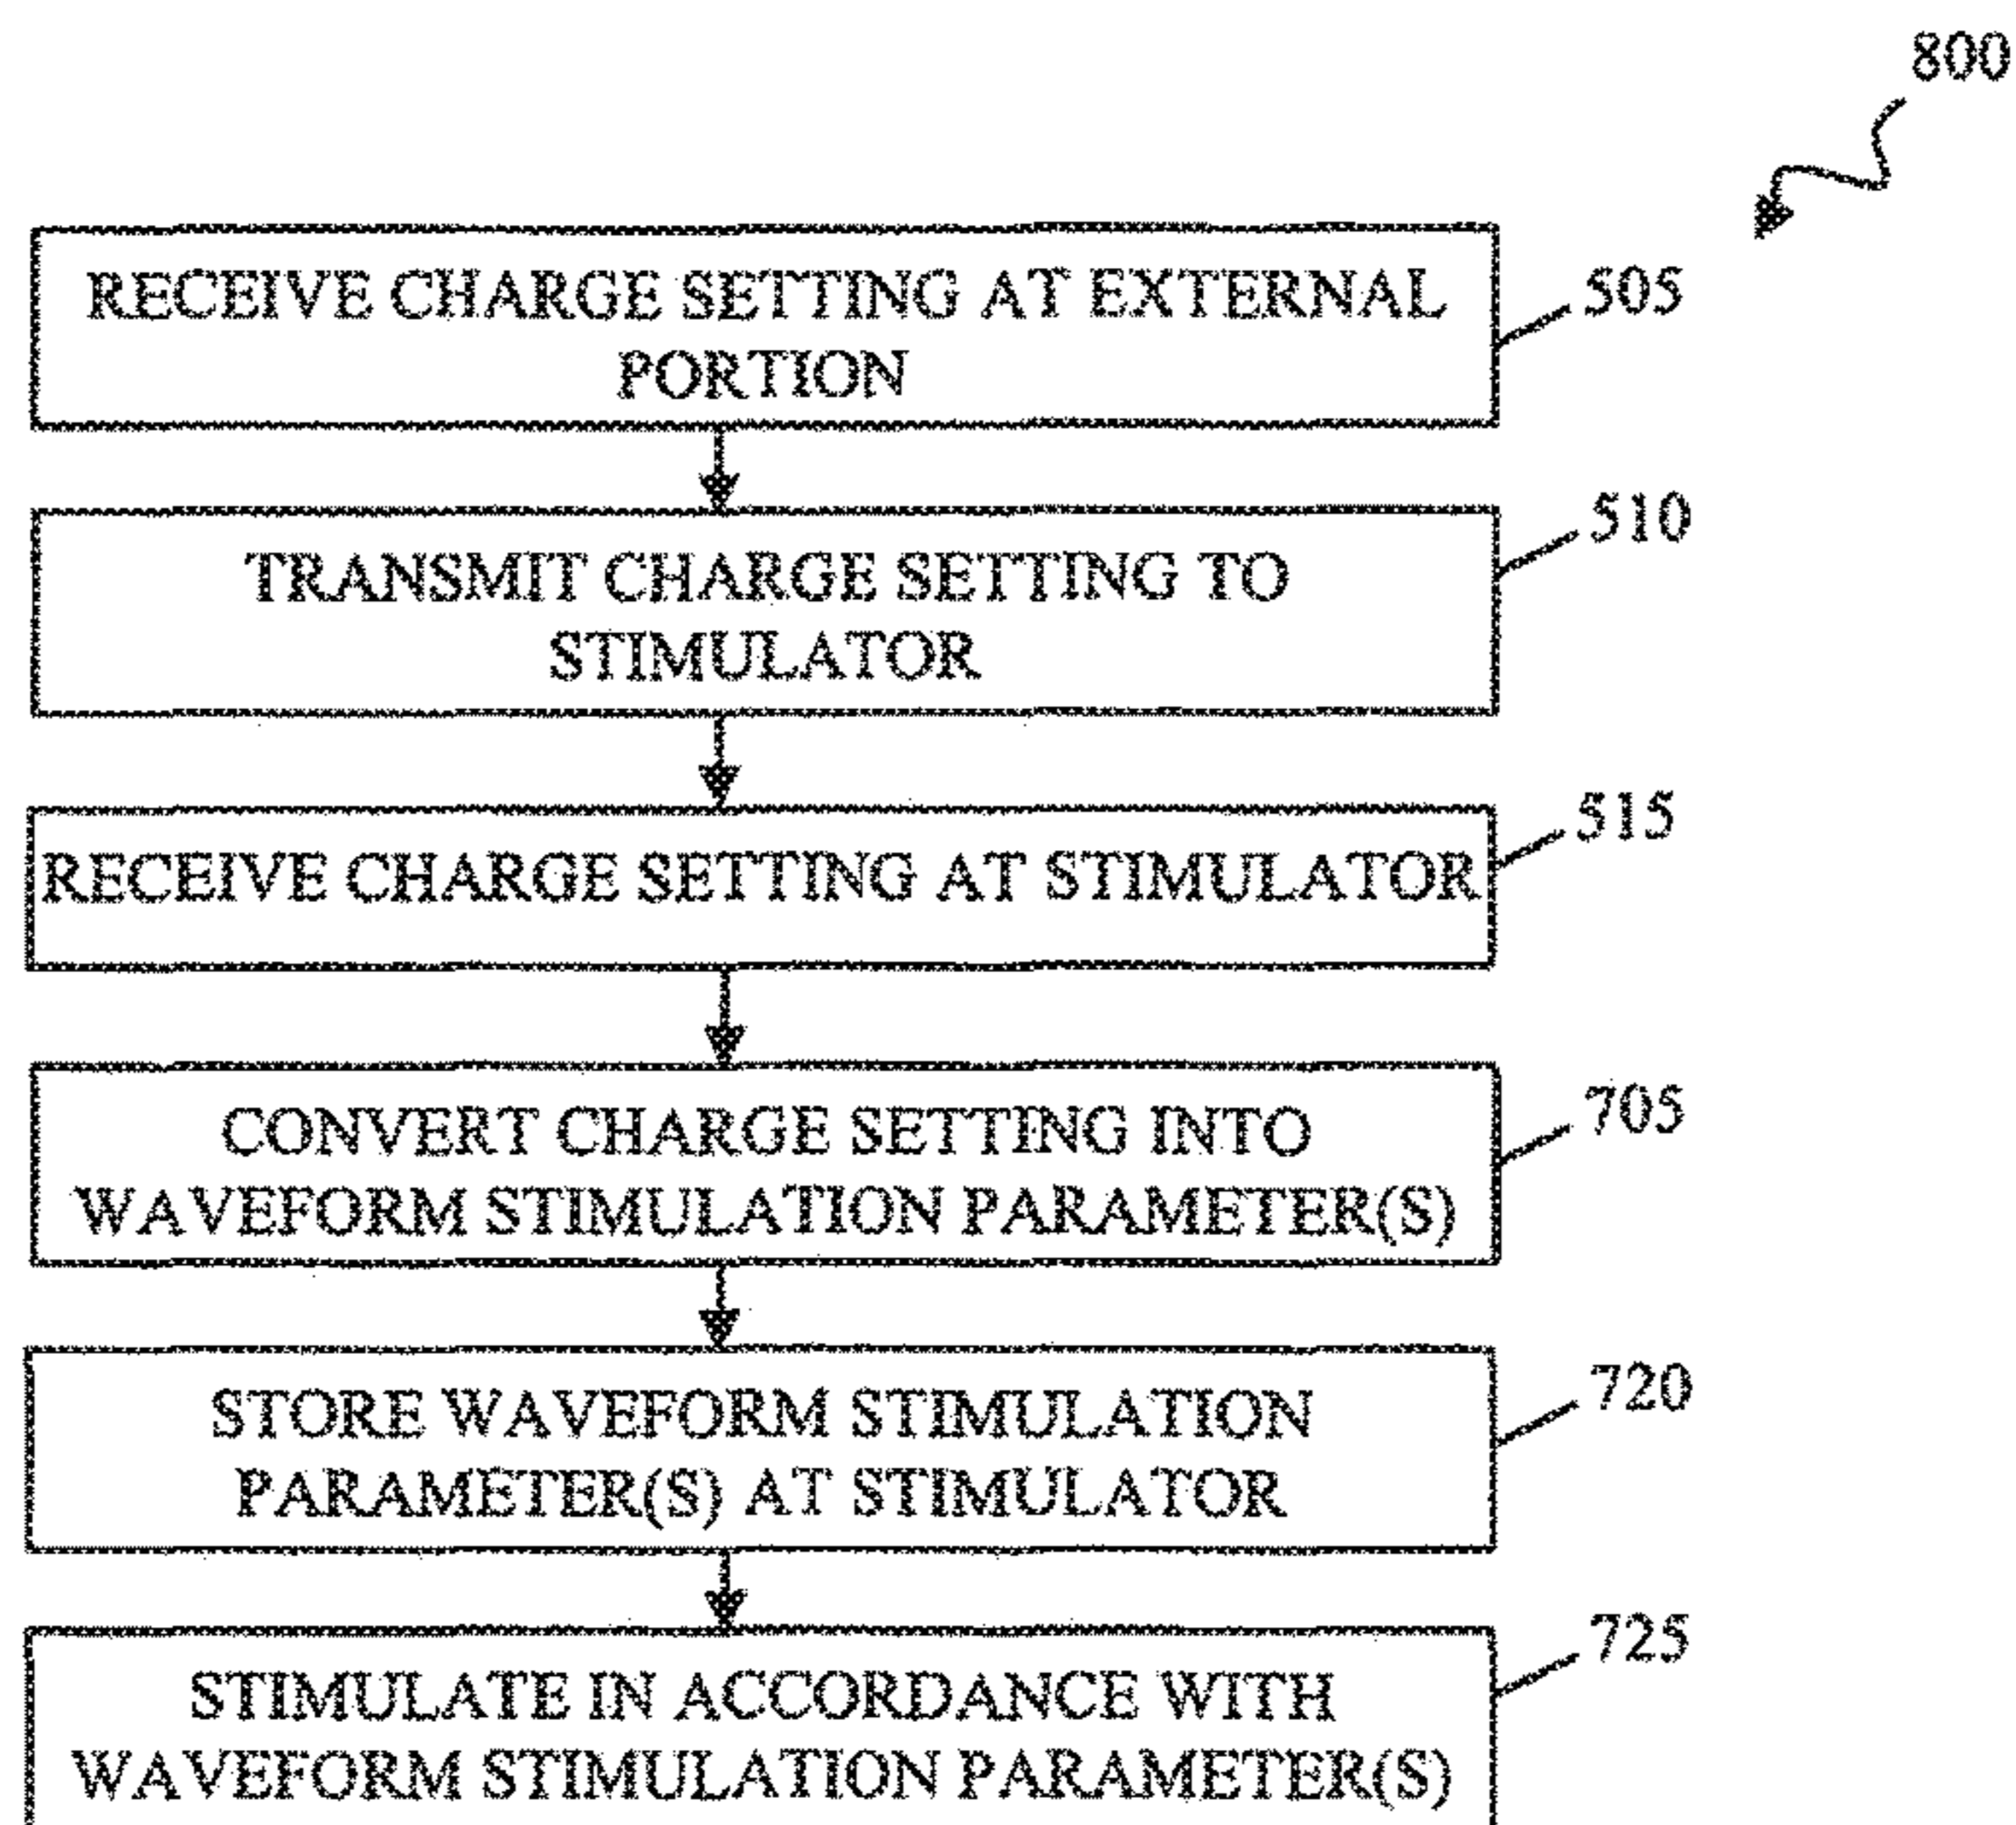 800
RECEIVE CHARGE SETTING AT EXTERNAL
PORTION
505
TRANSMIT CHARGE SETTING TO
STIMULATOR
510
RECEIVE CHARGE SETTING AT STIMULATOR
515
CONVERT CHARGE SETTING INTO
WAVEFORM STIMULATION PARAMETER(S)
705
STORE WAVEFORM STIMULATION
PARAMETER(S) AT STIMULATOR
720
STIMULATE IN ACCORDANCE WITH
WAVEFORM STIMULATION PARAMETER(S)
725